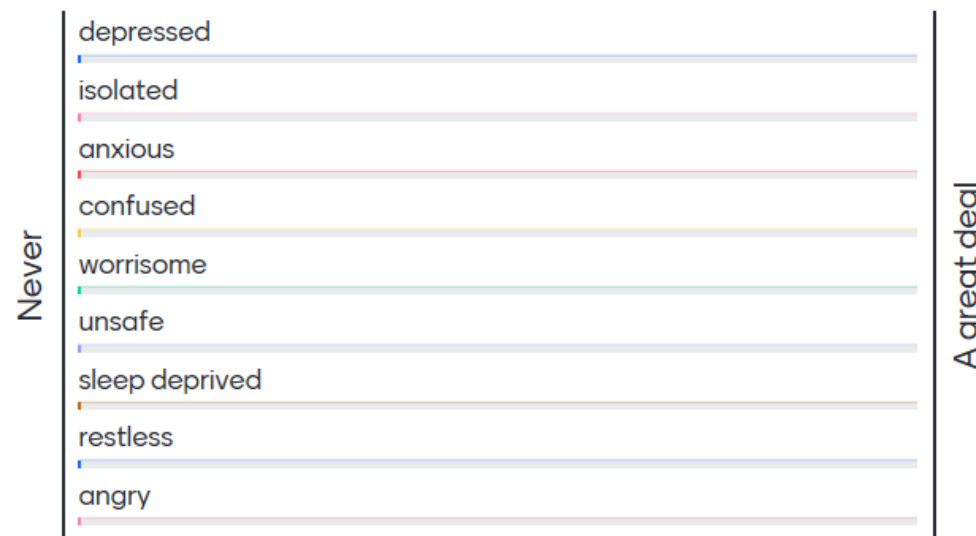 depressed
isolated
anxious
confused
worrisome
unsafe
sleep deprived
restless
angry
Never
A great deal